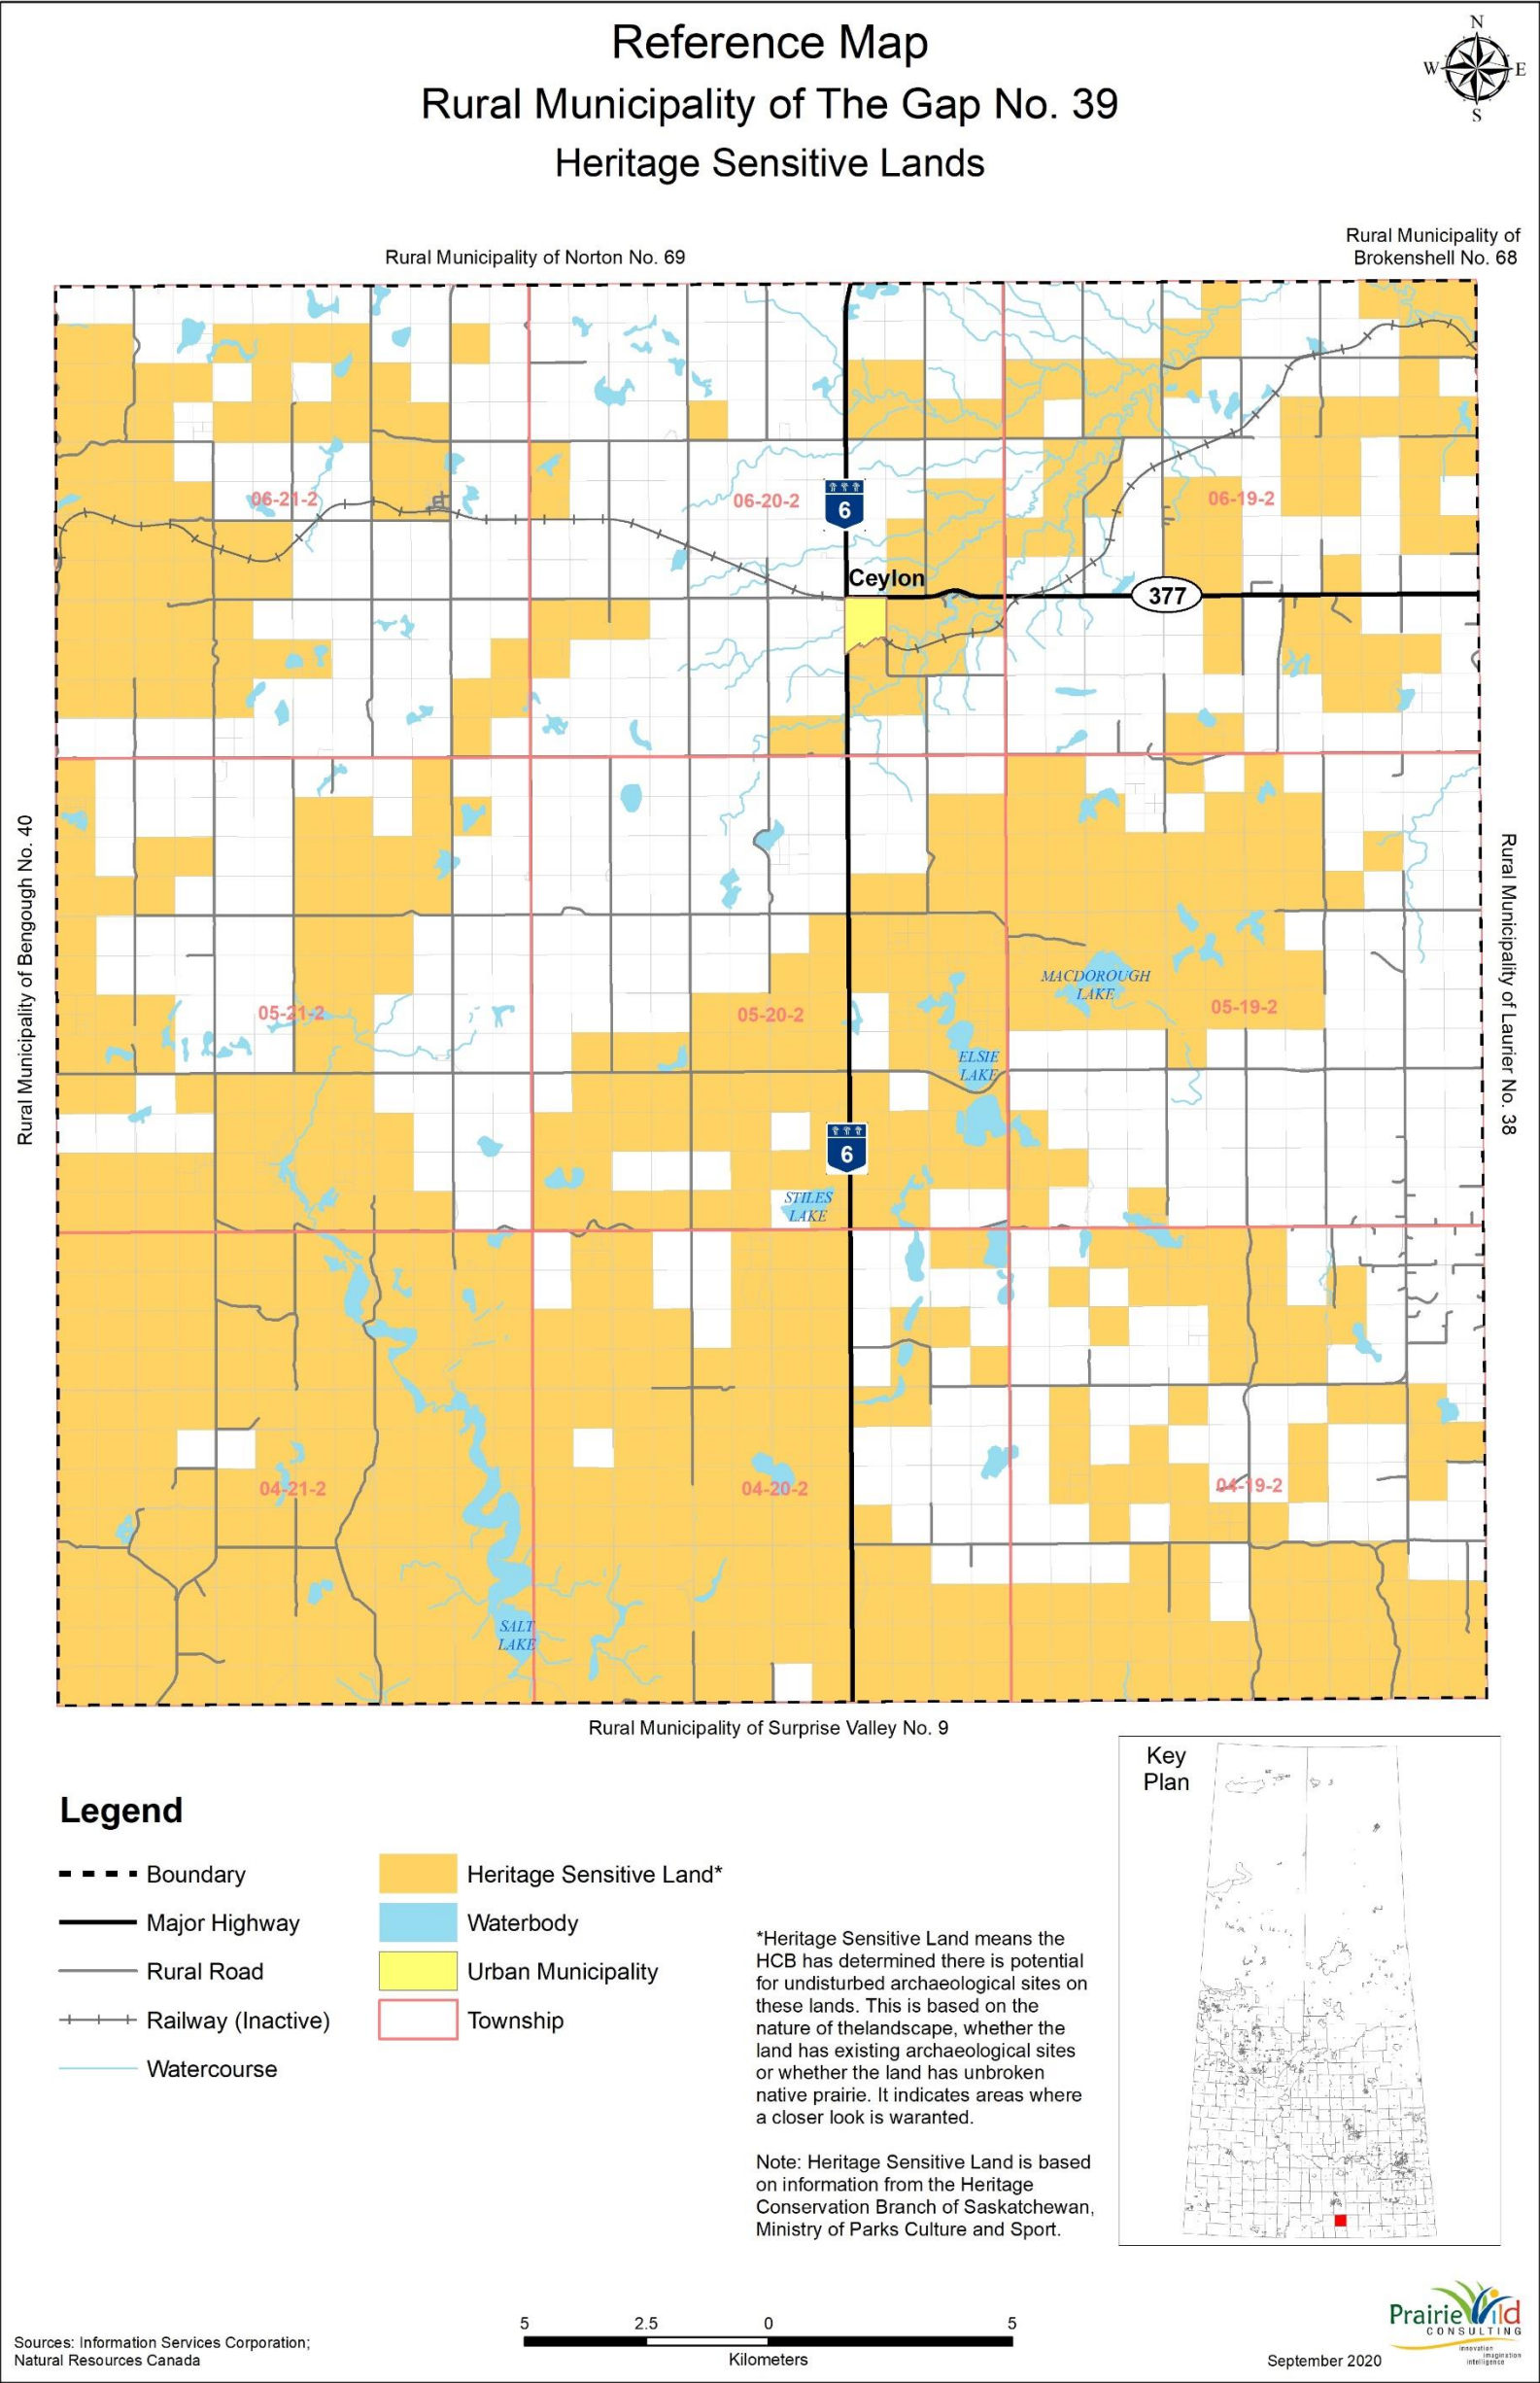 Reference Map
Rural Municipality of The Gap No. 39
Heritage Sensitive Lands
N
W
E
S
Rural Municipality of Norton No. 69
Rural Municipality of
Brokenshell No. 68
06-21-2
06-20-2
06-19-2
6
Ceylon
377
Rural Municipality of Bengough No. 40
Rural Municipality of Laurier No. 38
MACDOROUGH
LAKE
05-21-2
05-20-2
05-19-2
ELSIE
LAKE
6
STILES
LAKE
04-21-2
04-20-2
04-19-2
SALT
LAKE
Rural Municipality of Surprise Valley No. 9
Key
Plan
Legend
Boundary
Major Highway
Rural Road
Railway (Inactive)
Watercourse
Heritage Sensitive Land*
Waterbody
Urban Municipality
Township
*Heritage Sensitive Land means the
HCB has determined there is potential
for undisturbed archaeological sites on
these lands. This is based on the
nature of thelandscape, whether the
land has existing archaeological sites
or whether the land has unbroken
native prairie. It indicates areas where
a closer look is waranted.
Note: Heritage Sensitive Land is based
on information from the Heritage
Conservation Branch of Saskatchewan,
Ministry of Parks Culture and Sport.
5 2.5 0 5
Kilometers
Sources: Information Services Corporation;
Natural Resources Canada
September 2020
PrairieWild
CONSULTING
innovation
imagination
intelligence